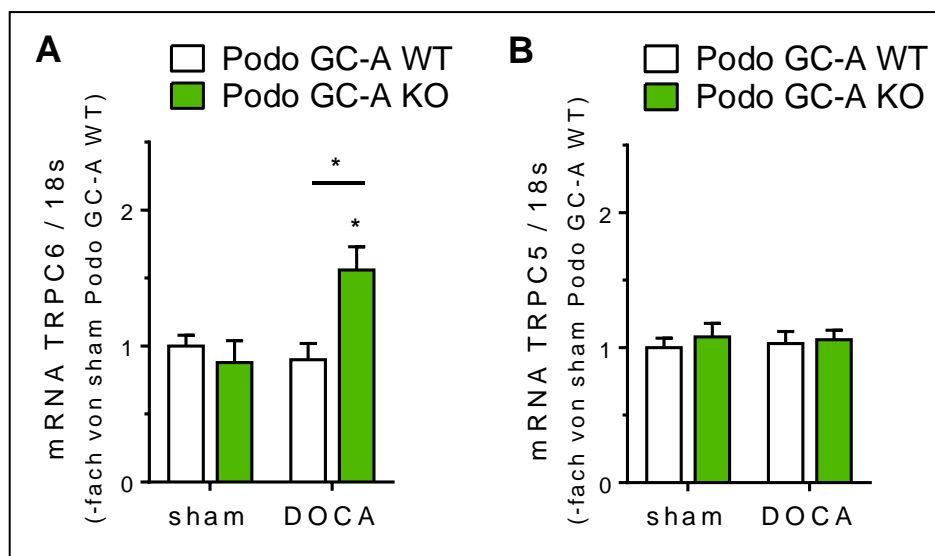 A
Podo GC-A WT
Podo GC-A KO
mRNA TRPC6 / 18s
(-fach von sham Podo GC-A WT)
2
1
0
*
*
sham
DOCA
B
Podo GC-A WT
Podo GC-A KO
mRNA TRPC5 / 18s
(-fach von sham Podo GC-A WT)
2
1
0
sham
DOCA